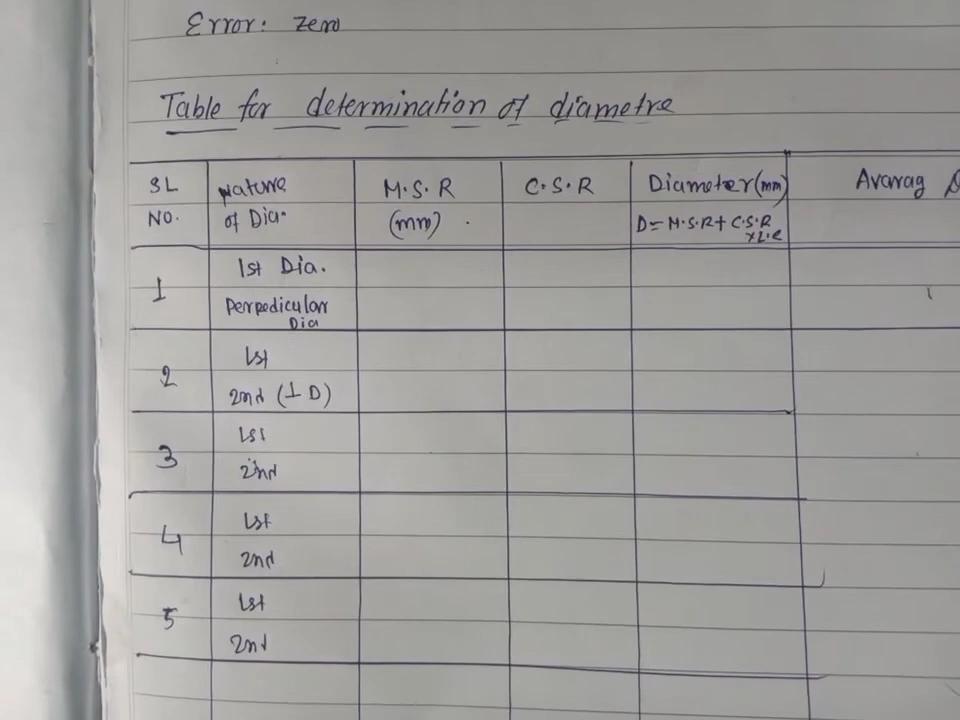 Error: zero
Table for determination of diametre
SL NO. Nature of Dia. M.S.R (mm) C.S.R Diameter(mm) D=M.S.R+C.S.R ×L.C Avarag D
1 1st Dia.
Perpedicular Dia
2 1st
2nd (⊥ D)
3 1st
2nd
4 1st
2nd
5 1st
2nd